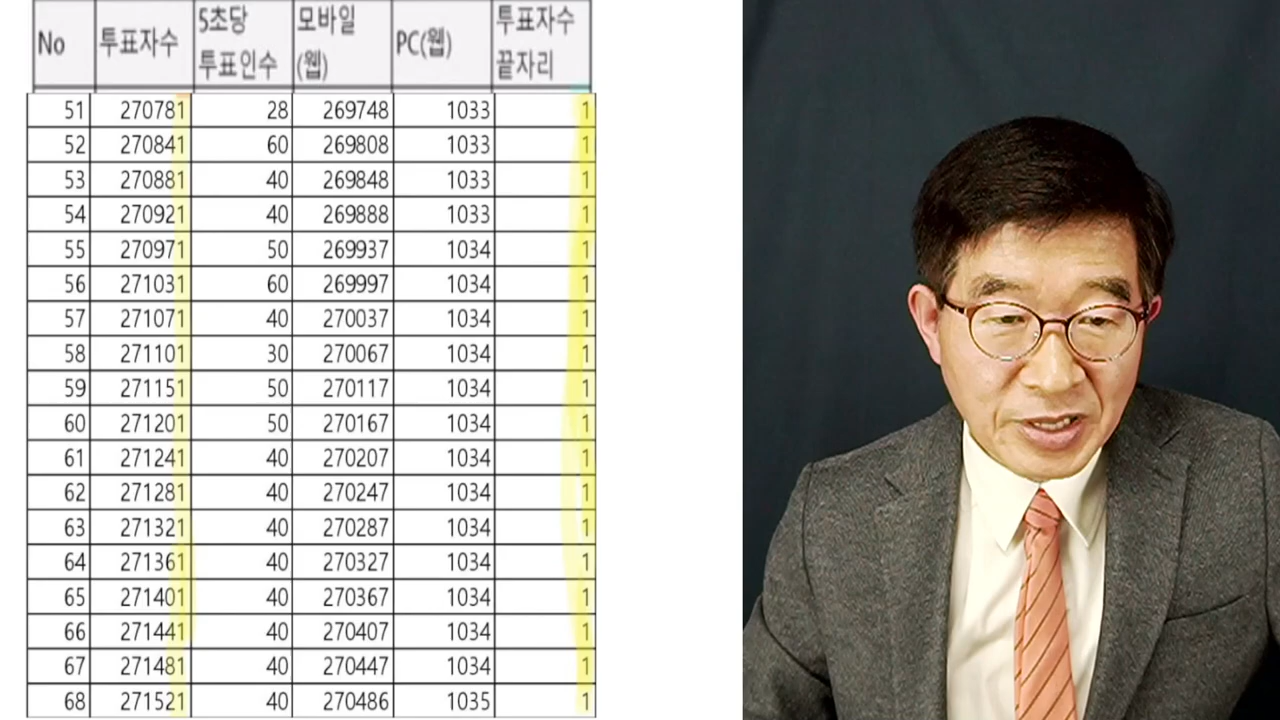 No 투표자수 5초당 투표인수 모바일 (웹) PC(웹) 투표자수 끝자리
51 270781 28 269748 1033 1
52 270841 60 269808 1033 1
53 270881 40 269848 1033 1
54 270921 40 269888 1033 1
55 270971 50 269937 1034 1
56 271031 60 269997 1034 1
57 271071 40 270037 1034 1
58 271101 30 270067 1034 1
59 271151 50 270117 1034 1
60 271201 50 270167 1034 1
61 271241 40 270207 1034 1
62 271281 40 270247 1034 1
63 271321 40 270287 1034 1
64 271361 40 270327 1034 1
65 271401 40 270367 1034 1
66 271441 40 270407 1034 1
67 271481 40 270447 1034 1
68 271521 40 270486 1035 1